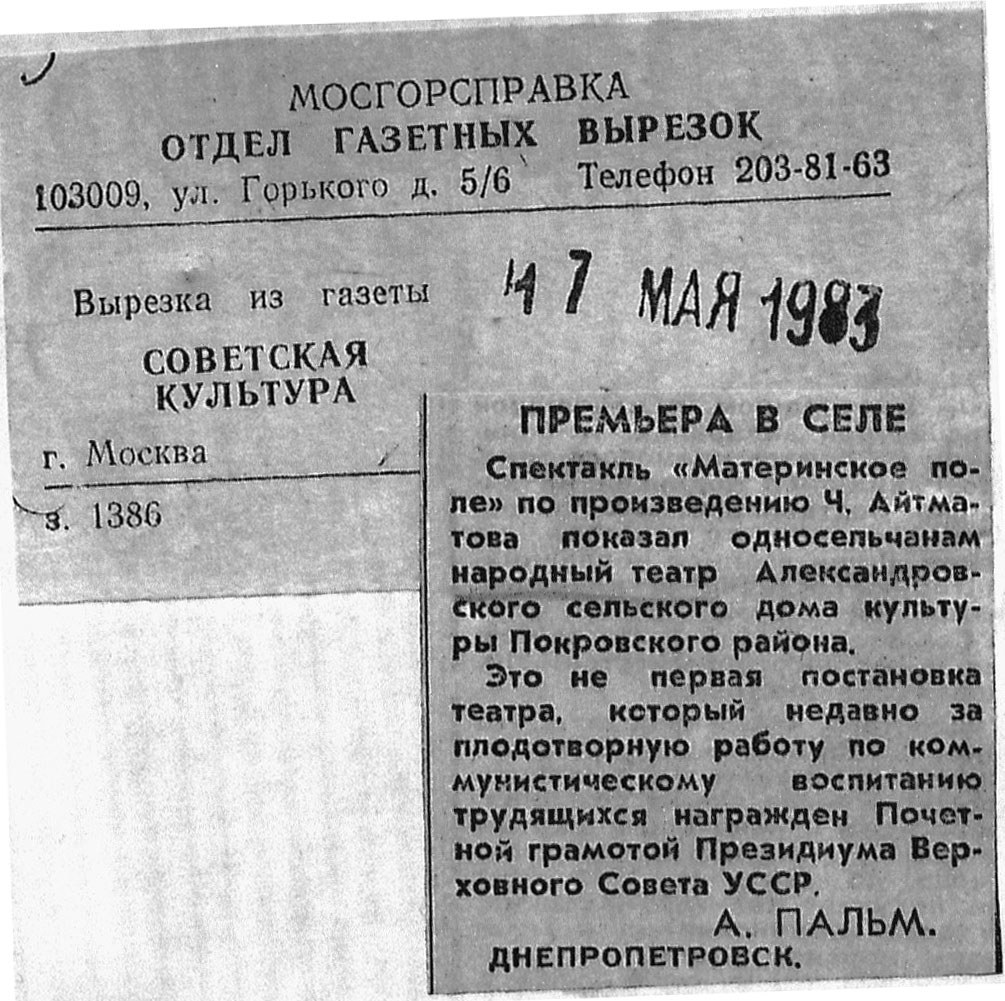 МОСГОРСПРАВКА
ОТДЕЛ ГАЗЕТНЫХ ВЫРЕЗОК
103009, ул. Горького д. 5/6 Телефон 203-81-63
Вырезка из газеты
17 МАЯ 1983
СОВЕТСКАЯ
КУЛЬТУРА
г. Москва
з. 1386
ПРЕМЬЕРА В СЕЛЕ
Спектакль «Материнское по-
ле» по произведению Ч. Айтма-
това показал односельчанам
народный театр Александров-
ского сельского дома культу-
ры Покровского района.
Это не первая постановка
театра, который недавно за
плодотворную работу по ком-
мунистическому воспитанию
трудящихся награжден Почет-
ной грамотой Президиума Вер-
ховного Совета УССР.
А. ПАЛЬМ.
ДНЕПРОПЕТРОВСК.